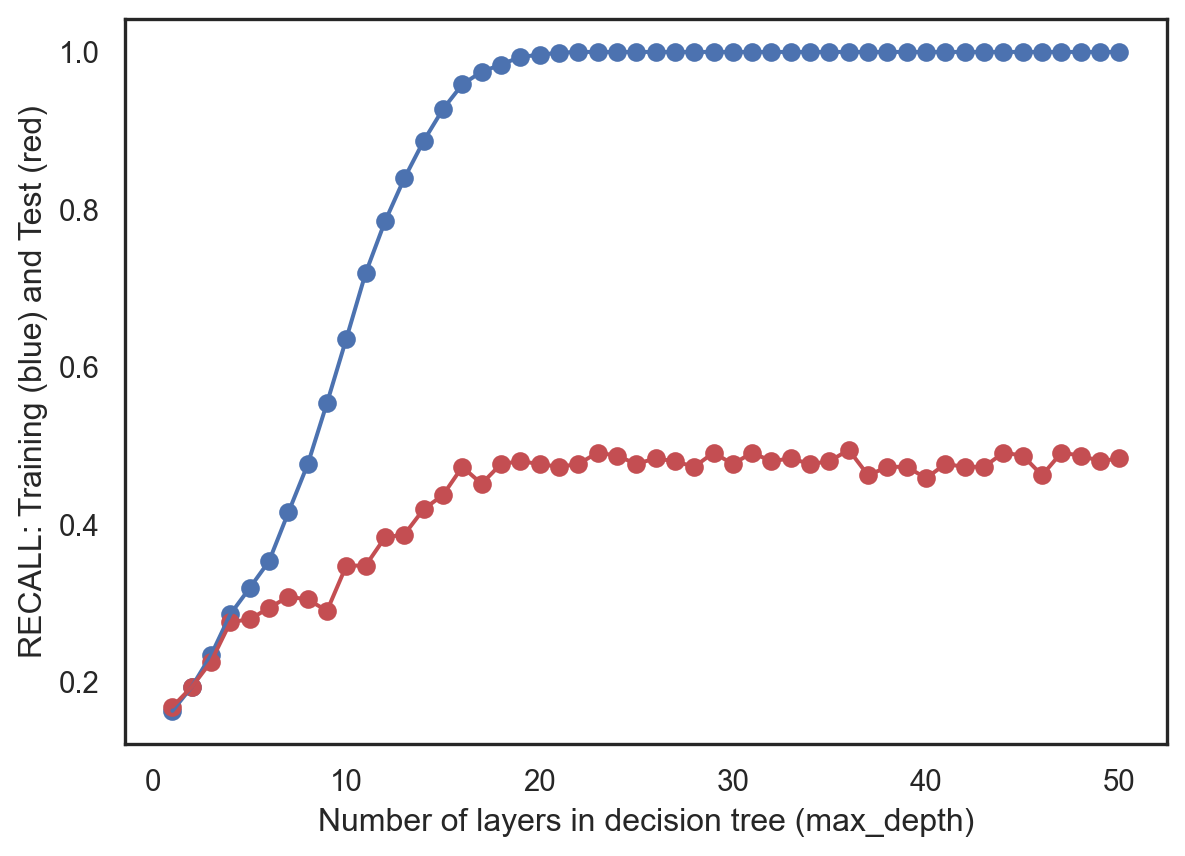 RECALL: Training (blue) and Test (red)
1.0
0.8
0.6
0.4
0.2
0 10 20 30 40 50
Number of layers in decision tree (max_depth)